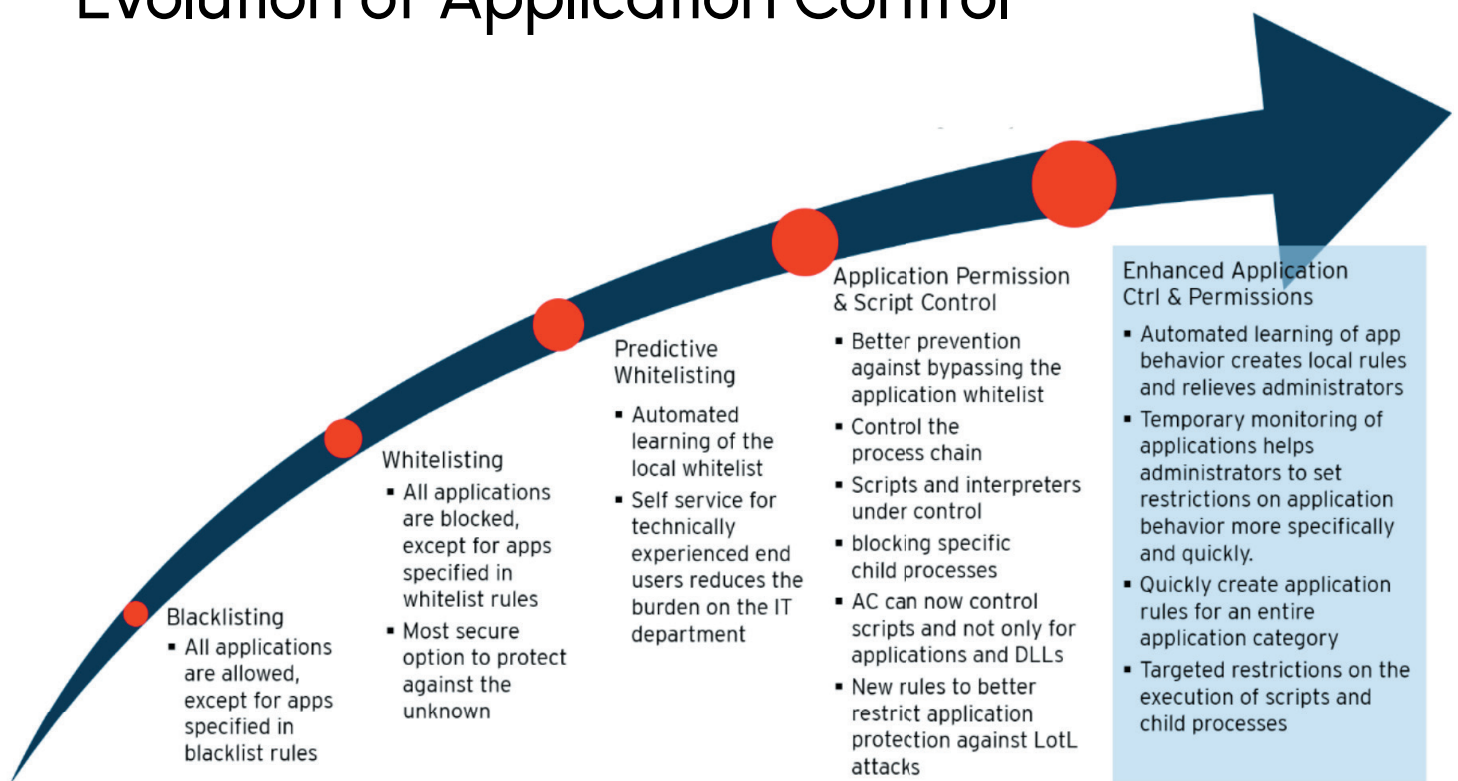 Evolution of Application Control
Blacklisting
▪ All applications
are allowed,
except for apps
specified in
blacklist rules
Whitelisting
▪ All applications
are blocked,
except for apps
specified in
whitelist rules
▪ Most secure
option to protect
against the
unknown
Predictive
Whitelisting
▪ Automated
learning of the
local whitelist
▪ Self service for
technically
experienced end
users reduces the
burden on the IT
department
Application Permission
& Script Control
▪ Better prevention
against bypassing the
application whitelist
▪ Control the
process chain
▪ Scripts and interpreters
under control
▪ blocking specific
child processes
▪ AC can now control
scripts and not only for
applications and DLLs
▪ New rules to better
restrict application
protection against LotL
attacks
Enhanced Application
Ctrl & Permissions
▪ Automated learning of app
behavior creates local rules
and relieves administrators
▪ Temporary monitoring of
applications helps
administrators to set
restrictions on application
behavior more specifically
and quickly.
▪ Quickly create application
rules for an entire
application category
▪ Targeted restrictions on the
execution of scripts and
child processes